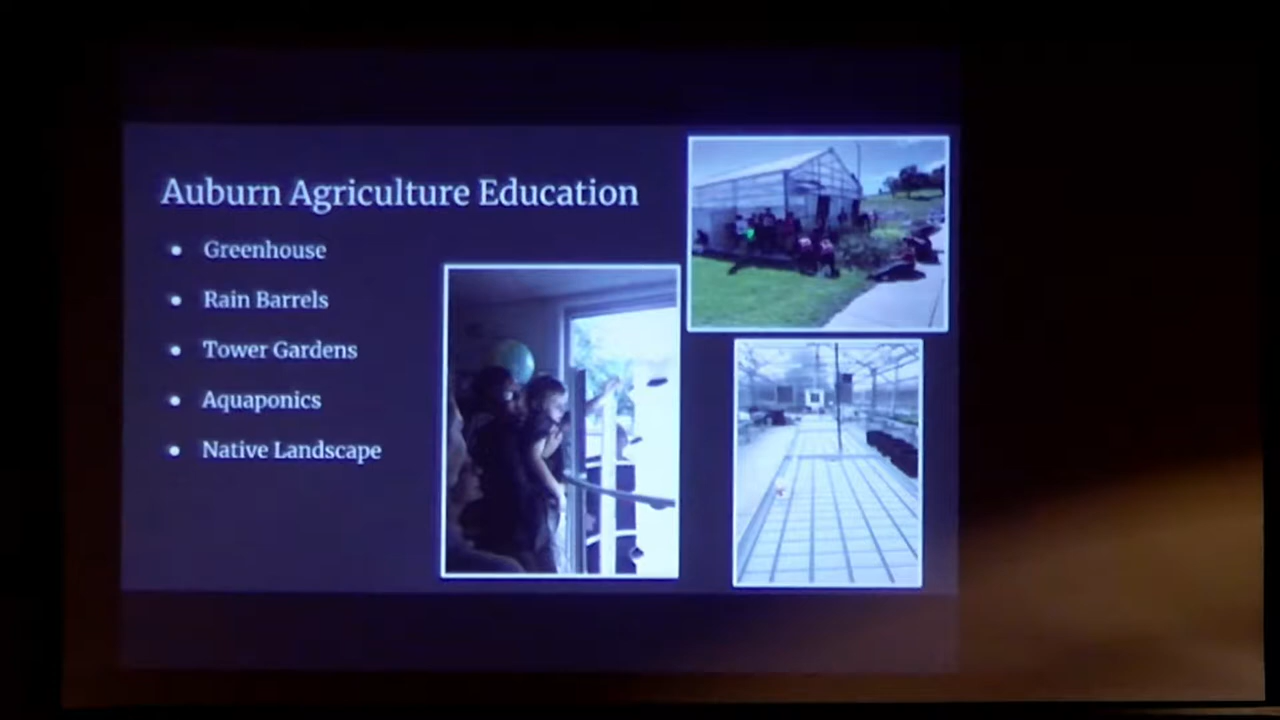 Auburn Agriculture Education
• Greenhouse
• Rain Barrels
• Tower Gardens
• Aquaponics
• Native Landscape